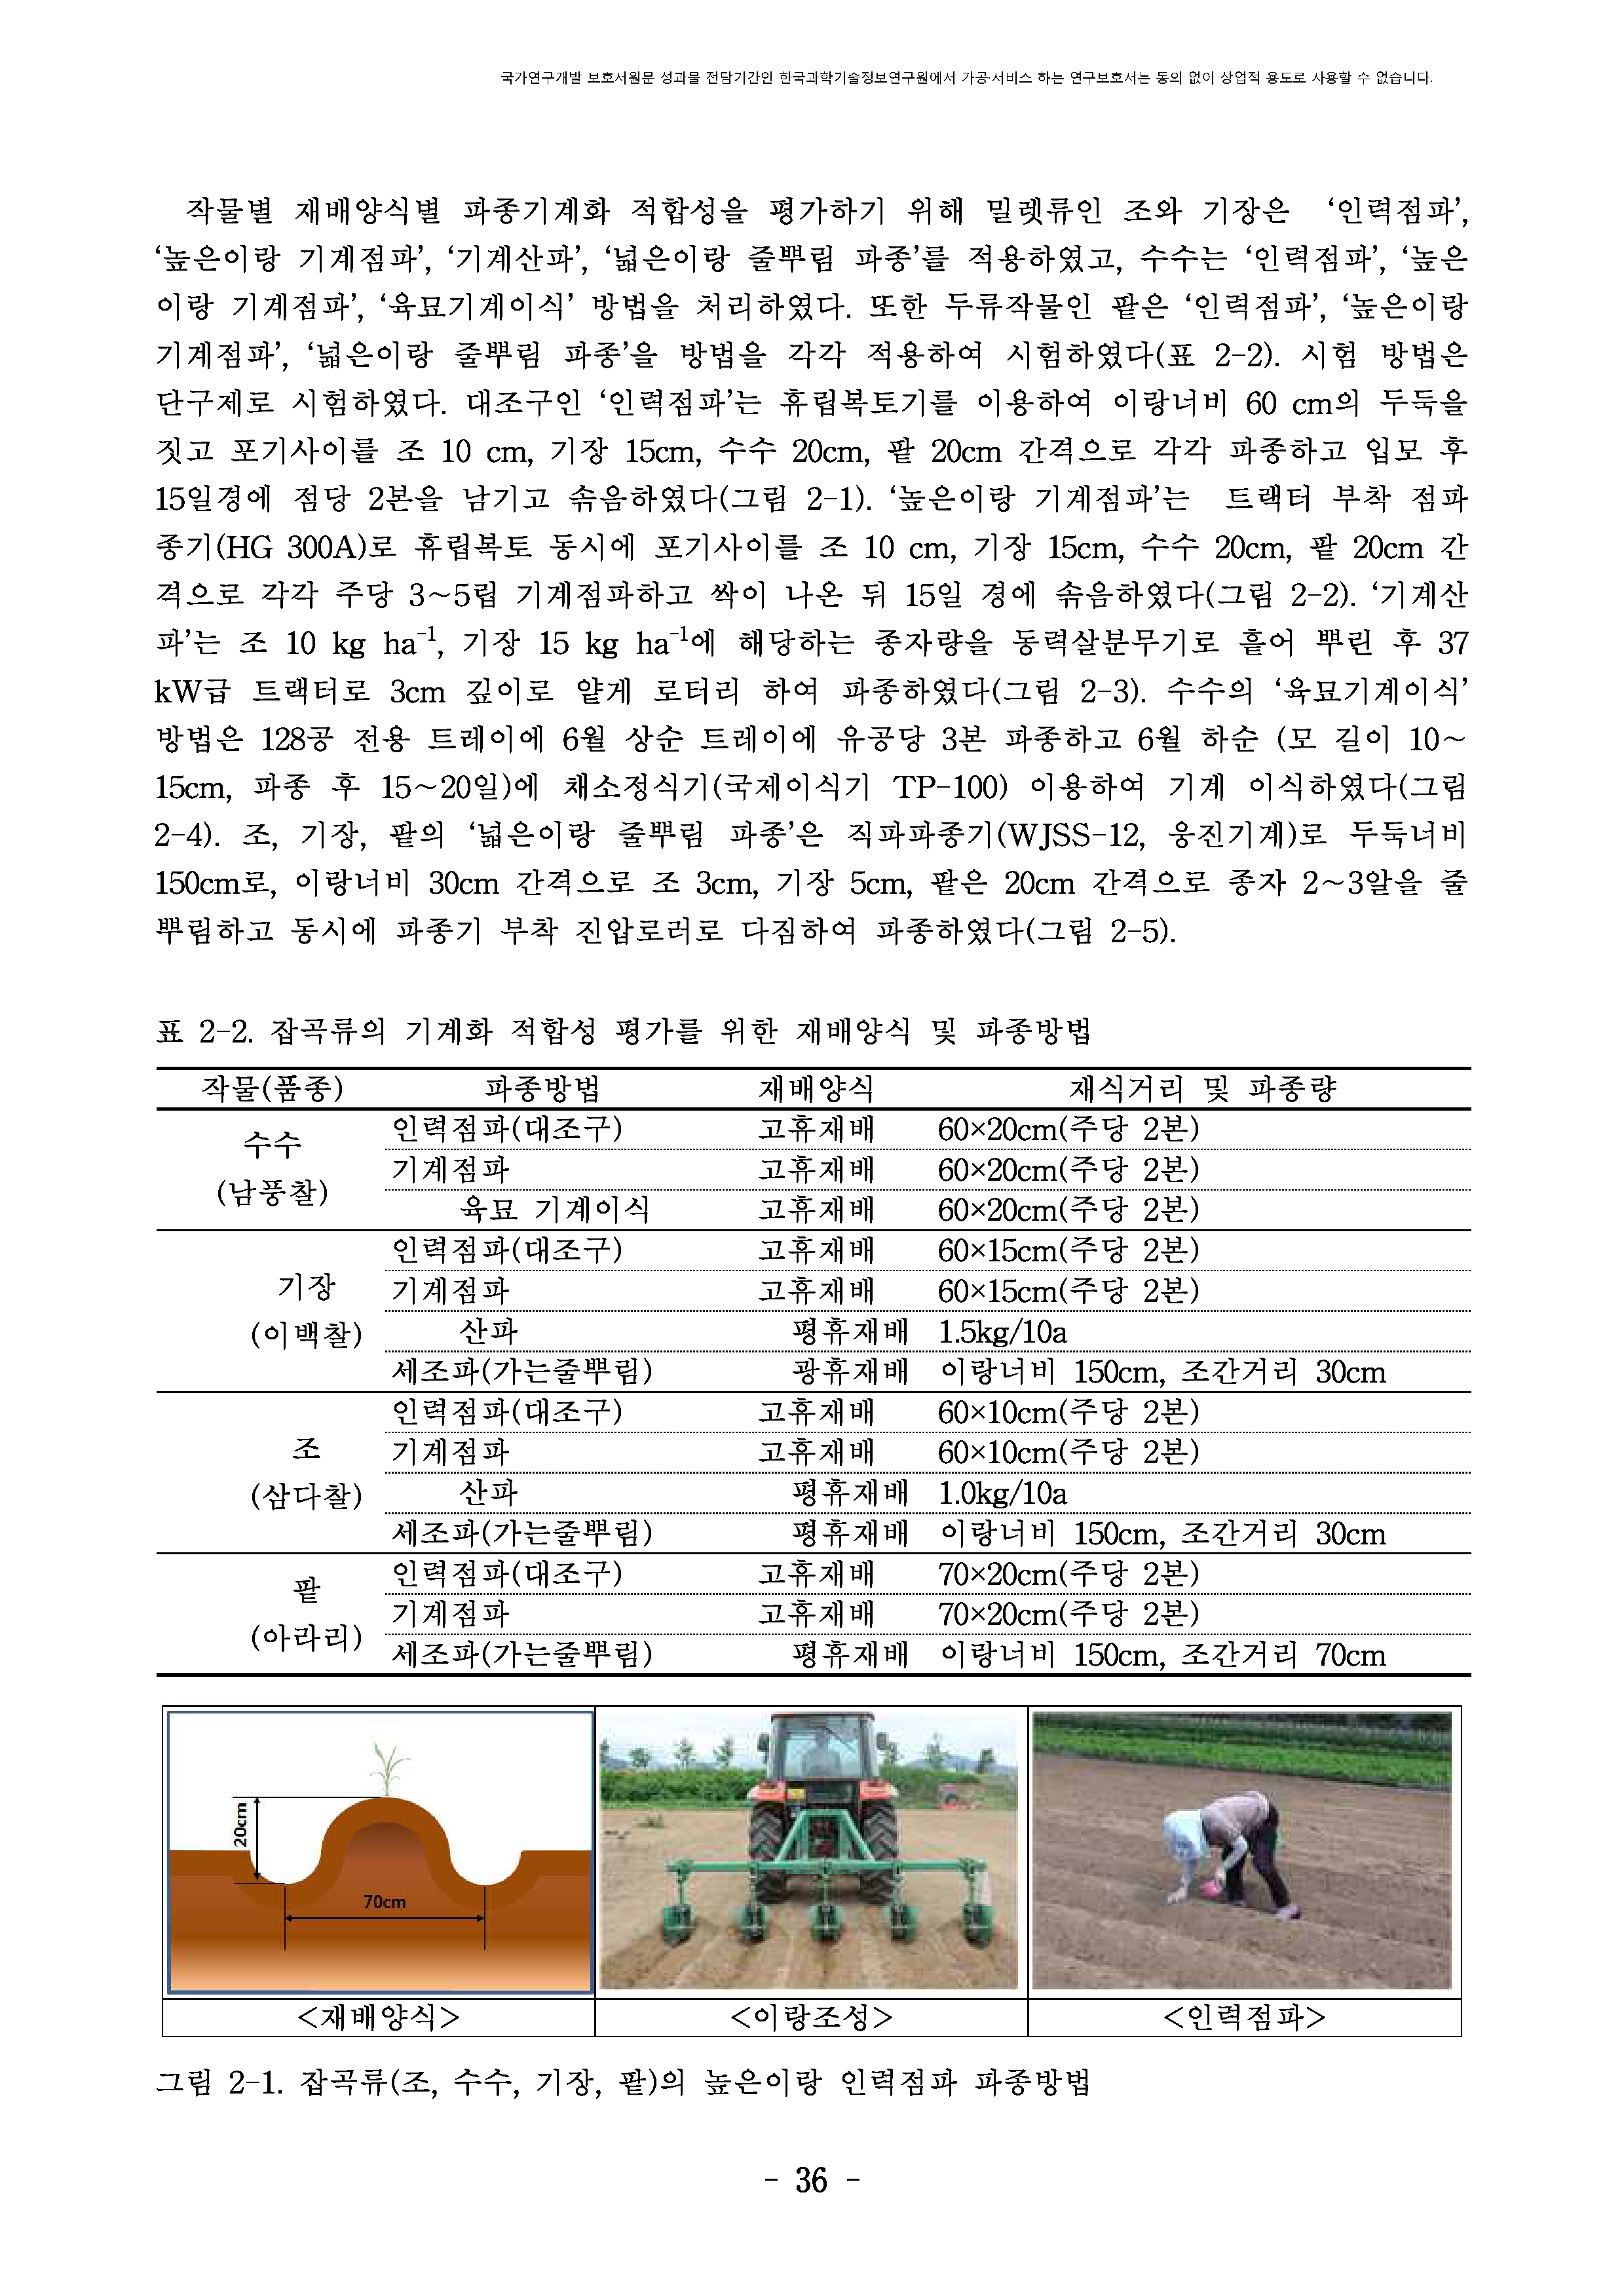 국가연구개발 보호서원문 성과물 전담기간인 한국과학기술정보연구원에서 가공·서비스 하는 연구보호서는 동의 없이 상업적 용도로 사용할 수 없습니다.
작물별 재배양식별 파종기계화 적합성을 평가하기 위해 밀렛류인 조와 기장은 ‘인력점파’,
‘높은이랑 기계점파’, ‘기계산파’, ‘넓은이랑 줄뿌림 파종’를 적용하였고, 수수는 ‘인력점파’, ‘높은
이랑 기계점파’, ‘육묘기계이식’ 방법을 처리하였다. 또한 두류작물인 팥은 ‘인력점파’, ‘높은이랑
기계점파’, ‘넓은이랑 줄뿌림 파종’을 방법을 각각 적용하여 시험하였다(표 2-2). 시험 방법은
단구제로 시험하였다. 대조구인 ‘인력점파’는 휴립복토기를 이용하여 이랑너비 60 cm의 두둑을
짓고 포기사이를 조 10 cm, 기장 15cm, 수수 20cm, 팥 20cm 간격으로 각각 파종하고 입모 후
15일경에 점당 2본을 남기고 솎음하였다(그림 2-1). ‘높은이랑 기계점파’는 트랙터 부착 점파
종기(HG 300A)로 휴립복토 동시에 포기사이를 조 10 cm, 기장 15cm, 수수 20cm, 팥 20cm 간
격으로 각각 주당 3~5립 기계점파하고 싹이 나온 뒤 15일 경에 솎음하였다(그림 2-2). ‘기계산
파’는 조 10 kg ha⁻¹, 기장 15 kg ha⁻¹에 해당하는 종자량을 동력살분무기로 흩어 뿌린 후 37
kW급 트랙터로 3cm 깊이로 얕게 로터리 하여 파종하였다(그림 2-3). 수수의 ‘육묘기계이식’
방법은 128공 전용 트레이에 6월 상순 트레이에 유공당 3본 파종하고 6월 하순 (모 길이 10~
15cm, 파종 후 15~20일)에 채소정식기(국제이식기 TP-100) 이용하여 기계 이식하였다(그림
2-4). 조, 기장, 팥의 ‘넓은이랑 줄뿌림 파종’은 직파파종기(WJSS-12, 웅진기계)로 두둑너비
150cm로, 이랑너비 30cm 간격으로 조 3cm, 기장 5cm, 팥은 20cm 간격으로 종자 2~3알을 줄
뿌림하고 동시에 파종기 부착 진압로러로 다짐하여 파종하였다(그림 2-5).
표 2-2. 잡곡류의 기계화 적합성 평가를 위한 재배양식 및 파종방법
작물(품종) 파종방법 재배양식 재식거리 및 파종량
수수
(남풍찰)
인력점파(대조구) 고휴재배 60×20cm(주당 2본)
기계점파 고휴재배 60×20cm(주당 2본)
육묘 기계이식 고휴재배 60×20cm(주당 2본)
기장
(이백찰)
인력점파(대조구) 고휴재배 60×15cm(주당 2본)
기계점파 고휴재배 60×15cm(주당 2본)
산파 평휴재배 1.5kg/10a
세조파(가는줄뿌림) 광휴재배 이랑너비 150cm, 조간거리 30cm
조
(삼다찰)
인력점파(대조구) 고휴재배 60×10cm(주당 2본)
기계점파 고휴재배 60×10cm(주당 2본)
산파 평휴재배 1.0kg/10a
세조파(가는줄뿌림) 평휴재배 이랑너비 150cm, 조간거리 30cm
팥
(아라리)
인력점파(대조구) 고휴재배 70×20cm(주당 2본)
기계점파 고휴재배 70×20cm(주당 2본)
세조파(가는줄뿌림) 평휴재배 이랑너비 150cm, 조간거리 70cm
20cm
70cm
<재배양식> <이랑조성> <인력점파>
그림 2-1. 잡곡류(조, 수수, 기장, 팥)의 높은이랑 인력점파 파종방법
- 36 -